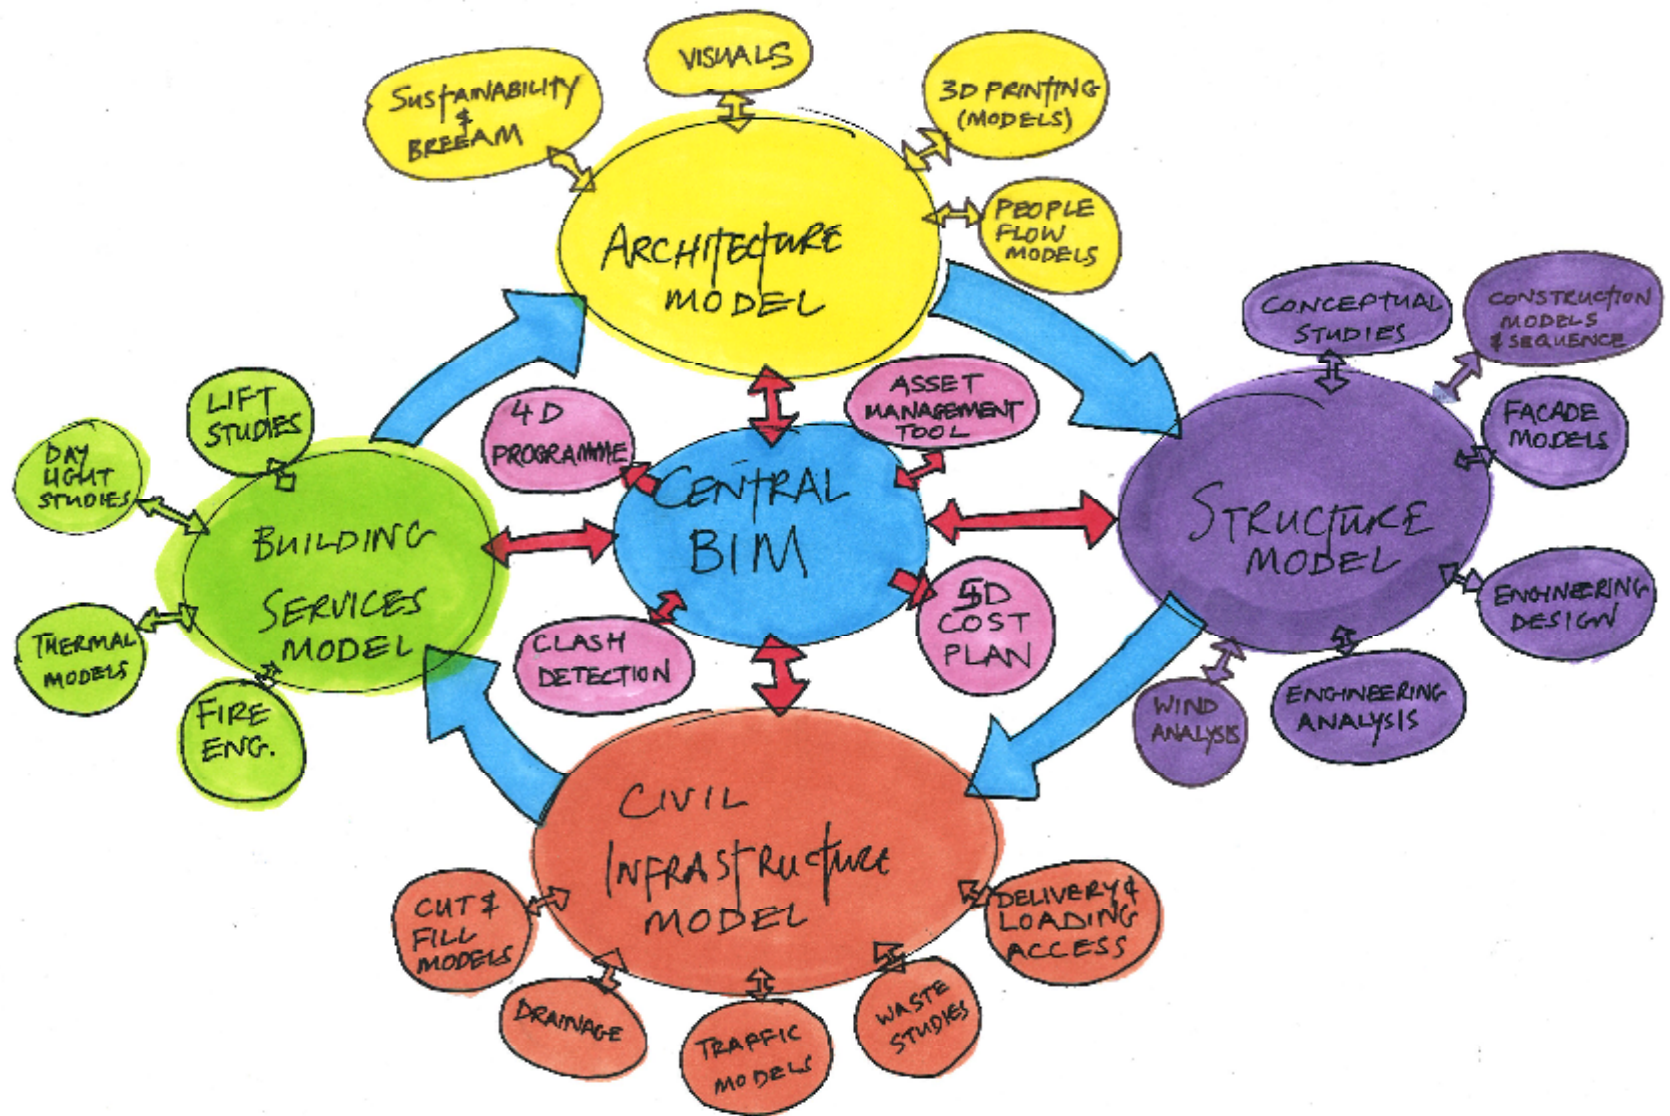 VISUALS
SUSTAINABILITY
&
BREEAM
3D PRINTING
(MODELS)
PEOPLE
FLOW
MODELS
ARCHITECTURE
MODEL
CONCEPTUAL
STUDIES
CONSTRUCTION
MODELS
& SEQUENCE
FACADE
MODELS
STRUCTURE
MODEL
ENGINEERING
DESIGN
ENGINEERING
ANALYSIS
WIND
ANALYSIS
LIFT
STUDIES
DAY
LIGHT
STUDIES
BUILDING
SERVICES
MODEL
THERMAL
MODELS
FIRE
ENG.
4D
PROGRAMME
ASSET
MANAGEMENT
TOOL
CENTRAL
BIM
CLASH
DETECTION
5D
COST
PLAN
CIVIL
INFRASTRUCTURE
MODEL
CUT &
FILL
MODELS
DRAINAGE
TRAFFIC
MODELS
WASTE
STUDIES
DELIVERY &
LOADING
ACCESS